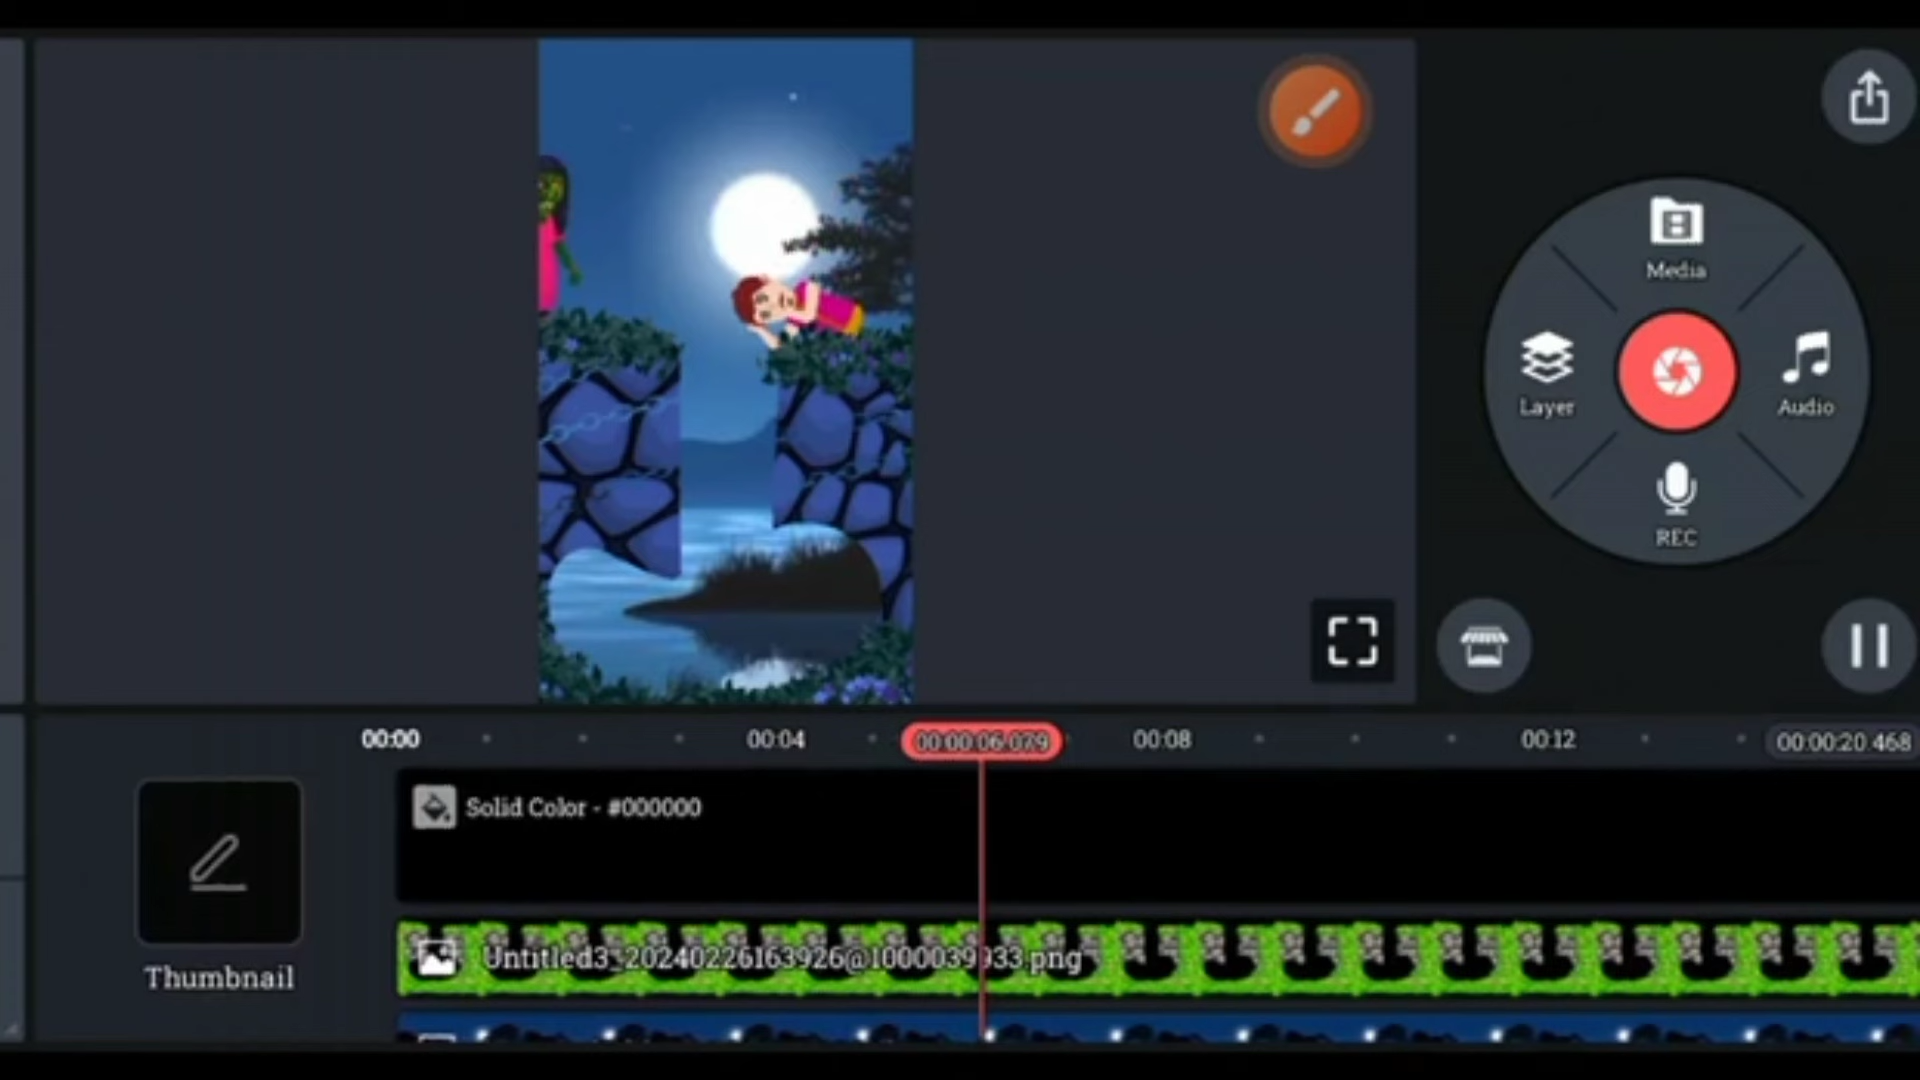 Media
Layer
Audio
REC
00:00
00:04
00:00:06.079
00:08
00:12
00:00:20.468
Solid Color - #000000
Untitled3_20240226163926@1000039933.png
Thumbnail